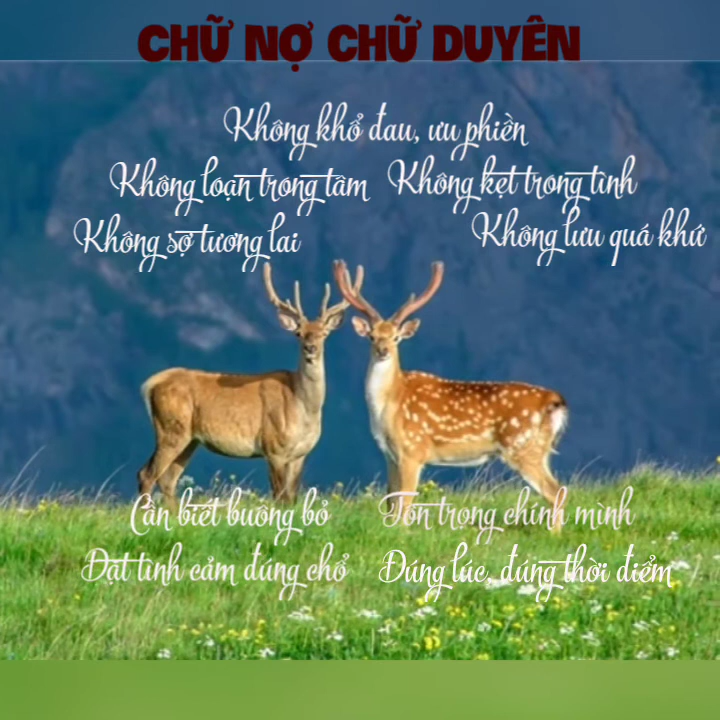 CHỮ NỢ CHỮ DUYÊN
Không khổ đau, ưu phiền
Không loạn trong tâm Không kẹt trong tình
Không sợ tương lai Không lưu quá khứ
Cần biết buông bỏ Tôn trọng chính mình
Đạt tình cảm đúng chổ Đúng lúc, đúng thời điểm